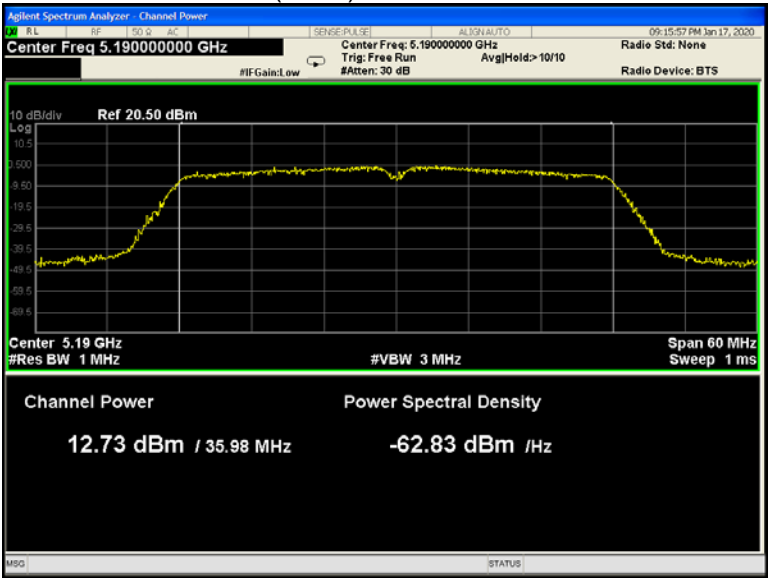 Agilent Spectrum Analyzer - Channel Power
RL RF 50 Ω AC SENSE:PULSE ALIGN AUTO 09:15:57 PM Jan 17, 2020
Center Freq 5.190000000 GHz Center Freq: 5.190000000 GHz Radio Std: None
Trig: Free Run Avg|Hold:> 10/10
#IFGain:Low #Atten: 30 dB Radio Device: BTS
10 dB/div Ref 20.50 dBm
Log
10.5
0.500
-9.50
-19.5
-29.5
-39.5
-49.5
-59.5
-69.5
Center 5.19 GHz Span 60 MHz
#Res BW 1 MHz #VBW 3 MHz Sweep 1 ms
Channel Power Power Spectral Density
12.73 dBm / 35.98 MHz -62.83 dBm /Hz
MSG STATUS